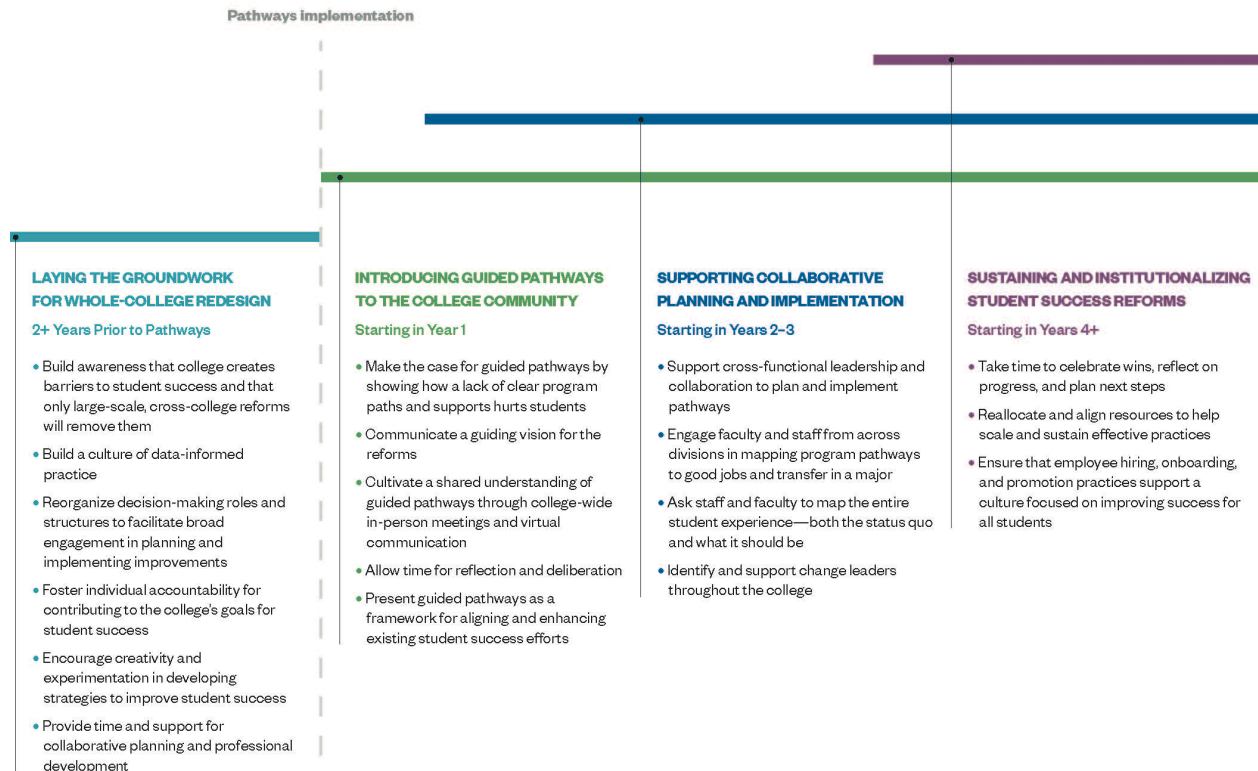 Pathways implementation
LAYING THE GROUNDWORK
FOR WHOLE-COLLEGE REDESIGN
2+ Years Prior to Pathways
• Build awareness that college creates
barriers to student success and that
only large-scale, cross-college reforms
will remove them
• Build a culture of data-informed
practice
• Reorganize decision-making roles and
structures to facilitate broad
engagement in planning and
implementing improvements
• Foster individual accountability for
contributing to the college's goals for
student success
• Encourage creativity and
experimentation in developing
strategies to improve student success
• Provide time and support for
collaborative planning and professional
development
INTRODUCING GUIDED PATHWAYS
TO THE COLLEGE COMMUNITY
Starting in Year 1
• Make the case for guided pathways by
showing how a lack of clear program
paths and supports hurts students
• Communicate a guiding vision for the
reforms
• Cultivate a shared understanding of
guided pathways through college-wide
in-person meetings and virtual
communication
• Allow time for reflection and deliberation
• Present guided pathways as a
framework for aligning and enhancing
existing student success efforts
SUPPORTING COLLABORATIVE
PLANNING AND IMPLEMENTATION
Starting in Years 2–3
• Support cross-functional leadership and
collaboration to plan and implement
pathways
• Engage faculty and staff from across
divisions in mapping program pathways
to good jobs and transfer in a major
• Ask staff and faculty to map the entire
student experience—both the status quo
and what it should be
• Identify and support change leaders
throughout the college
SUSTAINING AND INSTITUTIONALIZING
STUDENT SUCCESS REFORMS
Starting in Years 4+
• Take time to celebrate wins, reflect on
progress, and plan next steps
• Reallocate and align resources to help
scale and sustain effective practices
• Ensure that employee hiring, onboarding,
and promotion practices support a
culture focused on improving success for
all students